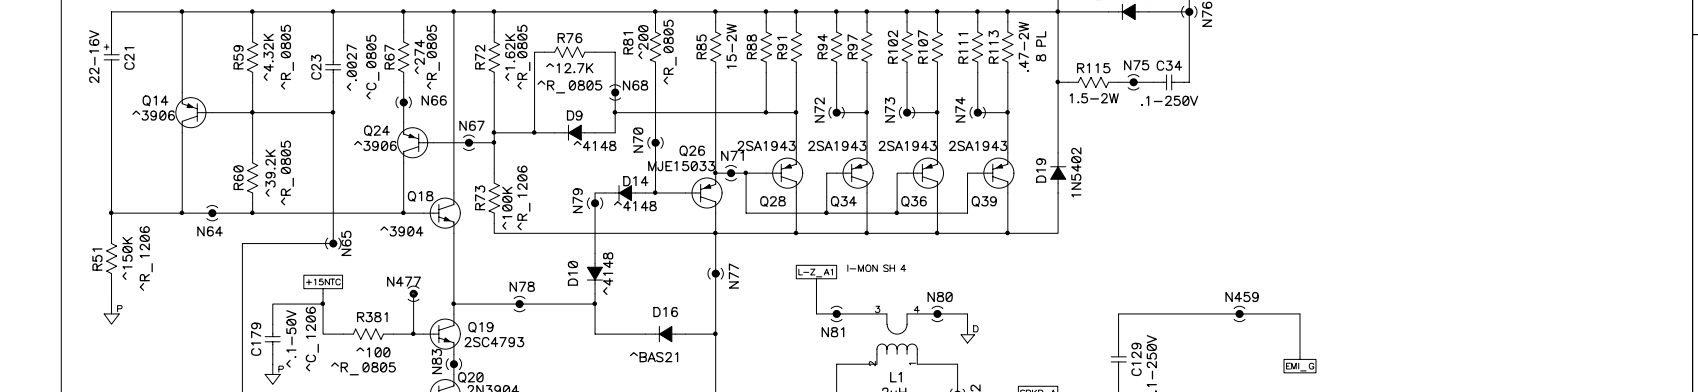 22-16V
+
C21
R59
^4.32K
^R_0805
C23
.0027
^C_0805
R67
^274
^R_0805
N66
R72
^1.62K
^R_0805
R76
^12.7K
^R_0805
N68
R81
^200
^R_0805
R85
15-2W
R88
R91
R94
R97
R102
R107
R111
R113
.47-2W
8 PL
N76
R115
1.5-2W
N75
C34
.1-250V
Q14
^3906
Q24
^3906
N67
D9
^4148
N70
N72
N73
N74
R60
^39.2K
^R_0805
R73
^100K
^R_1206
Q26
MJE15033
N71
2SA1943
2SA1943
2SA1943
2SA1943
Q28
Q34
Q36
Q39
D19
1N5402
D14
^4148
N79
Q18
^3904
N64
N65
R51
^150K
^R_1206
P
D10
^4148
N77
L-Z_A1
I-MON SH 4
+15NTC
N477
N78
C179
^.1-50V
^C_1206
P
R381
^100
^R_0805
Q19
2SC4793
N83
Q20
2N3904
D16
^BAS21
N81
3
4
N80
D
2
1
L1
N459
C129
.1-250V
EMI_G